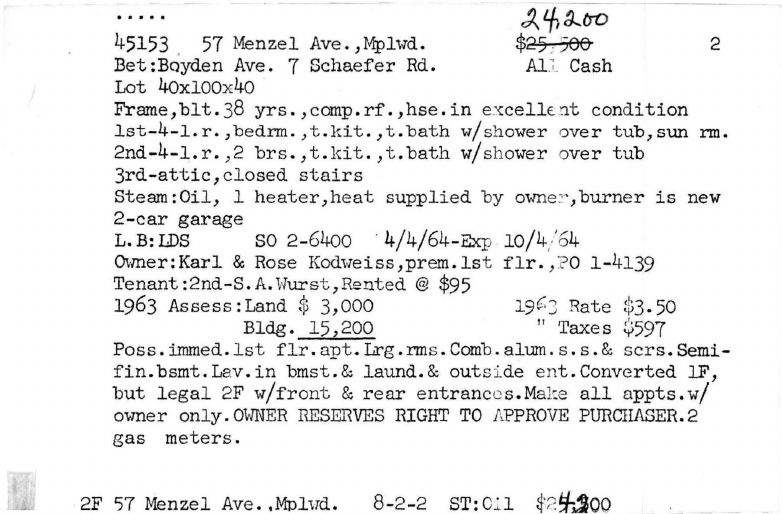 .....
24,200
45153 57 Menzel Ave.,Mplwd. $25,500 2
Bet:Boyden Ave. 7 Schaefer Rd. All Cash
Lot 40x100x40
Frame,blt.38 yrs.,comp.rf.,hse.in excellent condition
1st-4-l.r.,bedrm.,t.kit.,t.bath w/shower over tub,sun rm.
2nd-4-l.r.,2 brs.,t.kit.,t.bath w/shower over tub
3rd-attic,closed stairs
Steam:Oil, 1 heater,heat supplied by owner,burner is new
2-car garage
L.B:LDS SO 2-6400 4/4/64-Exp 10/4/64
Owner:Karl & Rose Kodweiss,prem.1st flr.,PO 1-4139
Tenant:2nd-S.A.Wurst,Rented @ $95
1963 Assess:Land $ 3,000 1963 Rate $3.50
Bldg. 15,200 " Taxes $597
Poss.immed.1st flr.apt.Lrg.rms.Comb.alum.s.s.& scrs.Semi-
fin.bsmt.Lav.in bmst.& laund.& outside ent.Converted 1F,
but legal 2F w/front & rear entrances.Make all appts.w/
owner only.OWNER RESERVES RIGHT TO APPROVE PURCHASER.2
gas meters.
2F 57 Menzel Ave.,Mplwd. 8-2-2 ST:Oil $24,200